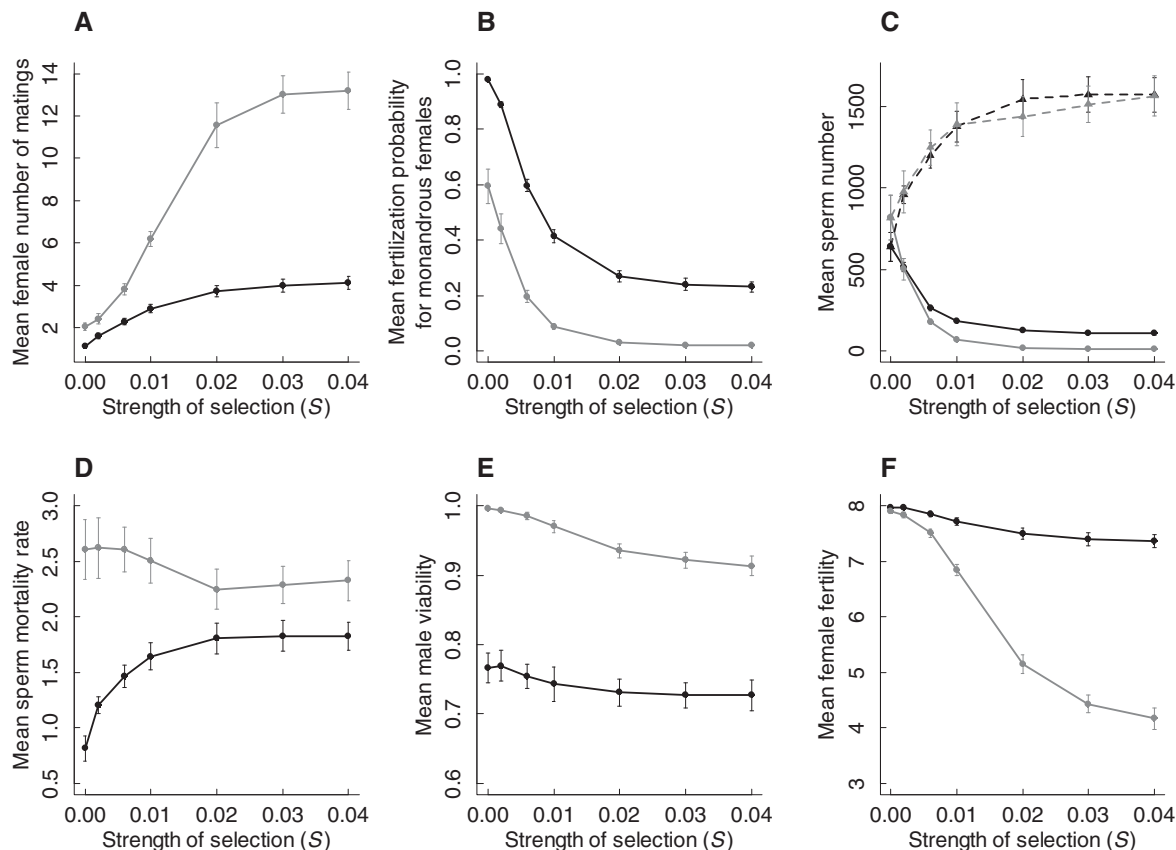 A
Mean female number of matings
14
12
10
8
6
4
2
0.00 0.01 0.02 0.03 0.04
Strength of selection (S)
B
Mean fertilization probability
for monandrous females
1.0
0.8
0.6
0.4
0.2
0.0
0.00 0.01 0.02 0.03 0.04
Strength of selection (S)
C
Mean sperm number
1500
1000
500
0
0.00 0.01 0.02 0.03 0.04
Strength of selection (S)
D
Mean sperm mortality rate
3.0
2.5
2.0
1.5
1.0
0.5
0.00 0.01 0.02 0.03 0.04
Strength of selection (S)
E
Mean male viability
1.0
0.9
0.8
0.7
0.6
0.00 0.01 0.02 0.03 0.04
Strength of selection (S)
F
Mean female fertility
8
7
6
5
4
3
0.00 0.01 0.02 0.03 0.04
Strength of selection (S)